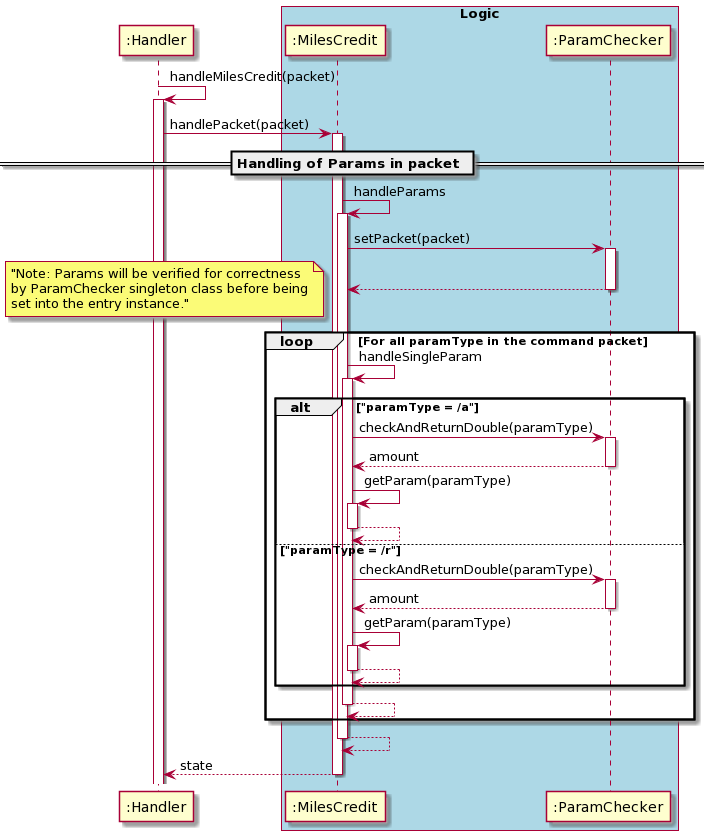 Logic
:Handler
:MilesCredit
:ParamChecker
handleMilesCredit(packet)
handlePacket(packet)
Handling of Params in packet
handleParams
setPacket(packet)
"Note: Params will be verified for correctness
by ParamChecker singleton class before being
set into the entry instance."
loop
[For all paramType in the command packet]
handleSingleParam
alt
["paramType = /a"]
checkAndReturnDouble(paramType)
amount
getParam(paramType)
["paramType = /r"]
checkAndReturnDouble(paramType)
amount
getParam(paramType)
state
:Handler
:MilesCredit
:ParamChecker